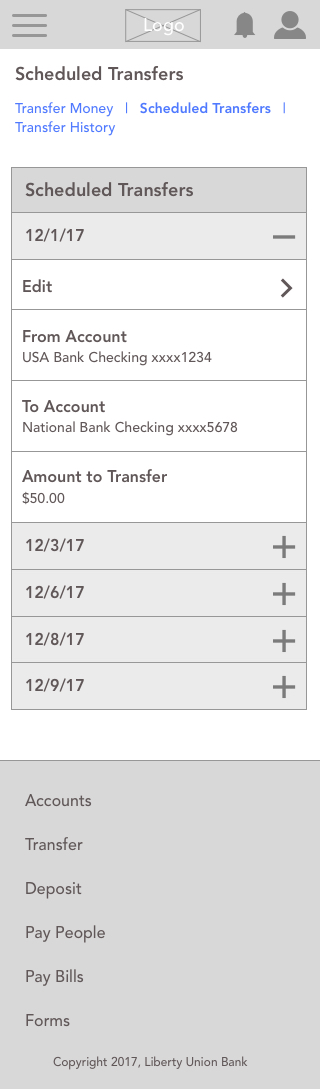 Logo
Scheduled Transfers
Transfer Money | Scheduled Transfers |
Transfer History
Scheduled Transfers
12/1/17
Edit
From Account
USA Bank Checking xxxx1234
To Account
National Bank Checking xxxx5678
Amount to Transfer
$50.00
12/3/17
12/6/17
12/8/17
12/9/17
Accounts
Transfer
Deposit
Pay People
Pay Bills
Forms
Copyright 2017, Liberty Union Bank